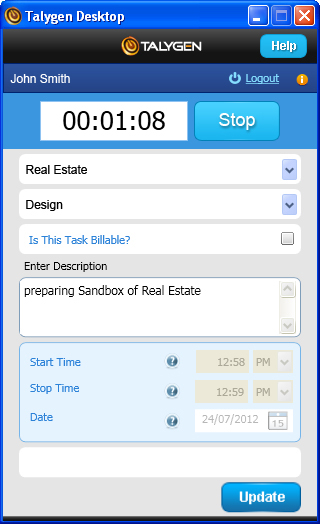 Talygen Desktop
TALYGEN
Help
John Smith
Logout
i
00:01:08
Stop
Real Estate
Design
Is This Task Billable?
Enter Description
preparing Sandbox of Real Estate
Start Time ? 12:58 PM
Stop Time ? 12:59 PM
Date ? 24/07/2012 15
Update